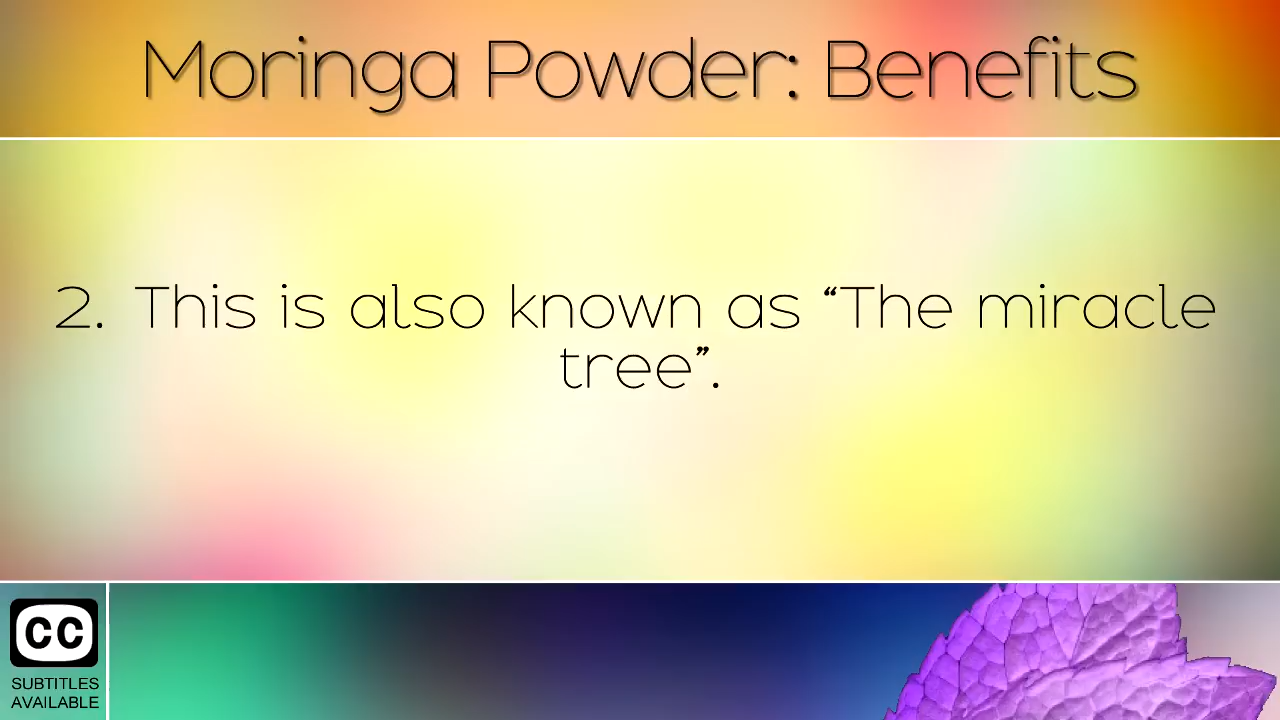 Moringa Powder: Benefits
2. This is also known as “The miracle
tree”.
CC
SUBTITLES
AVAILABLE